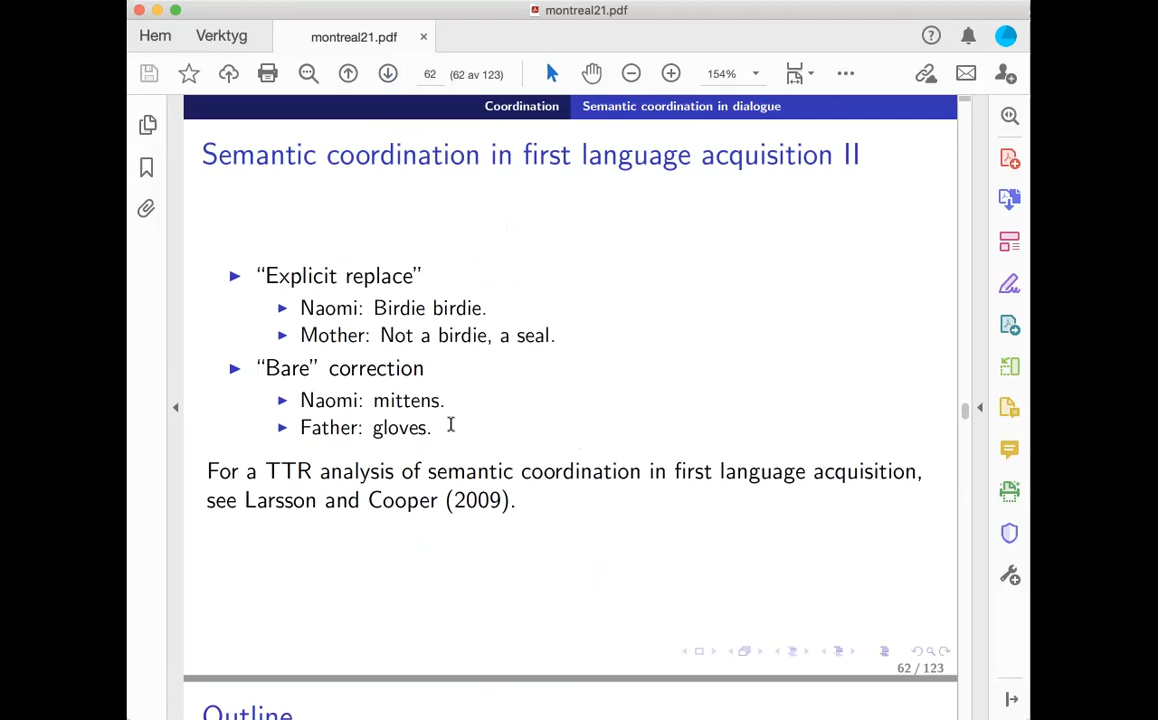 montreal21.pdf
Hem Verktyg montreal21.pdf ×
62 (62 av 123) 154%
Coordination Semantic coordination in dialogue
Semantic coordination in first language acquisition II
“Explicit replace”
Naomi: Birdie birdie.
Mother: Not a birdie, a seal.
“Bare” correction
Naomi: mittens.
Father: gloves.
For a TTR analysis of semantic coordination in first language acquisition,
see Larsson and Cooper (2009).
62 / 123
Outline